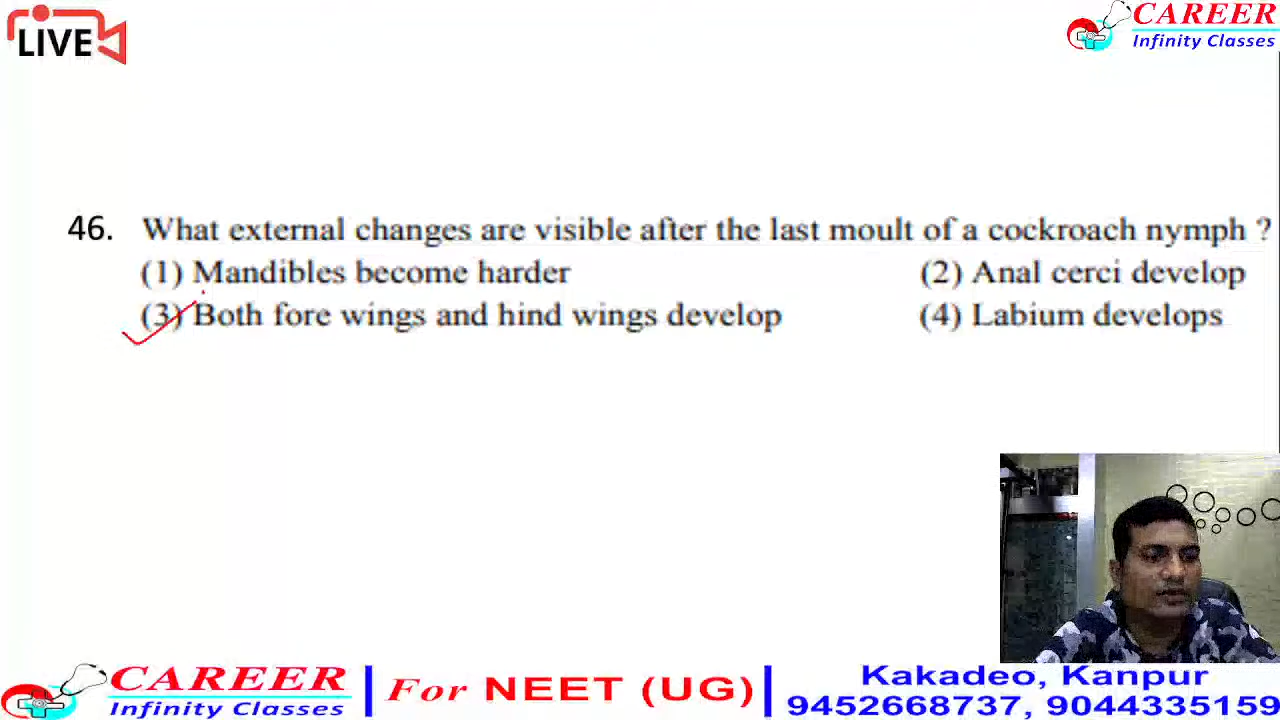 LIVE
CAREER
Infinity Classes
46. What external changes are visible after the last moult of a cockroach nymph ?
(1) Mandibles become harder (2) Anal cerci develop
(3) Both fore wings and hind wings develop (4) Labium develops
CAREER
Infinity Classes
For NEET (UG)
Kakadeo, Kanpur
9452668737, 9044335159